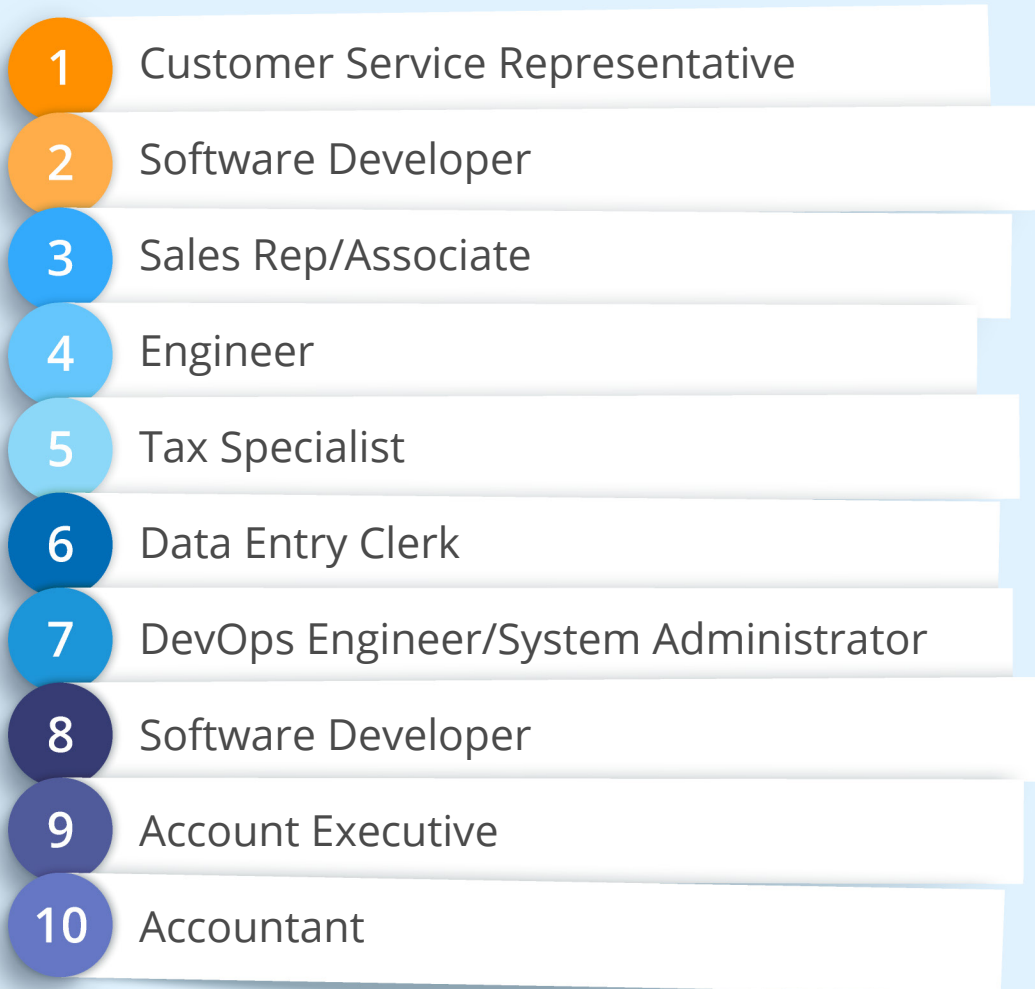 1 Customer Service Representative
2 Software Developer
3 Sales Rep/Associate
4 Engineer
5 Tax Specialist
6 Data Entry Clerk
7 DevOps Engineer/System Administrator
8 Software Developer
9 Account Executive
10 Accountant